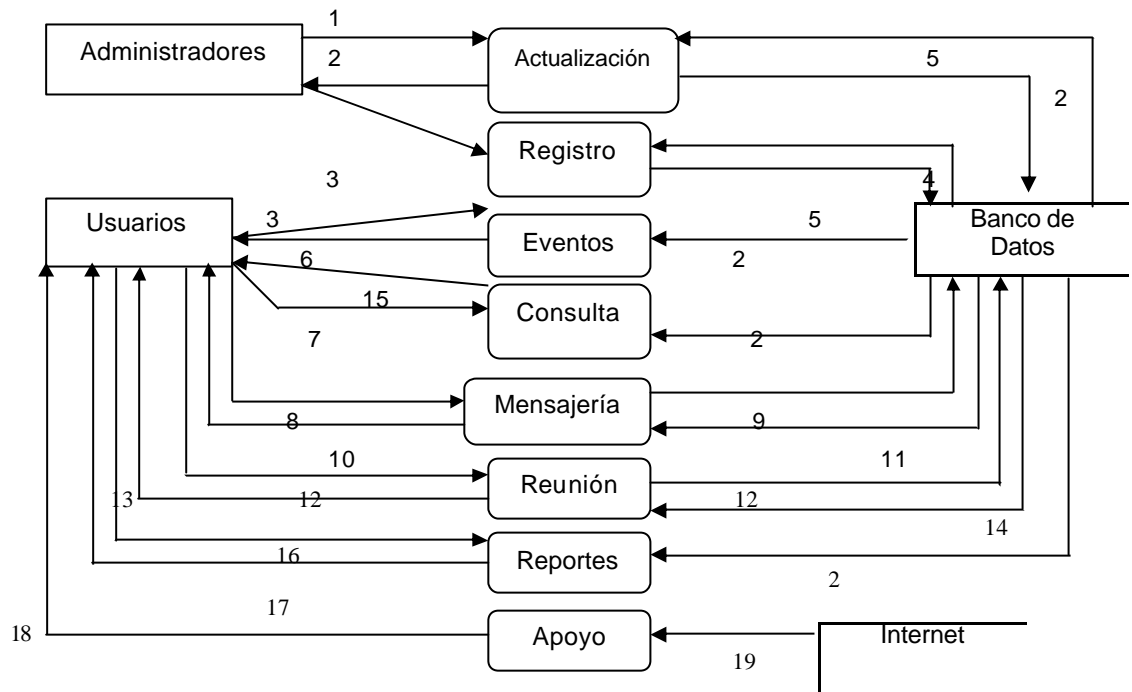 1
Administradores
2
Actualización
5
2
Registro
3
4
Usuarios
3
Eventos
5
2
Banco de
Datos
6
15
Consulta
7
2
Mensajería
8
9
10
Reunión
11
13
12
12
14
Reportes
16
2
17
18
Apoyo
19
Internet